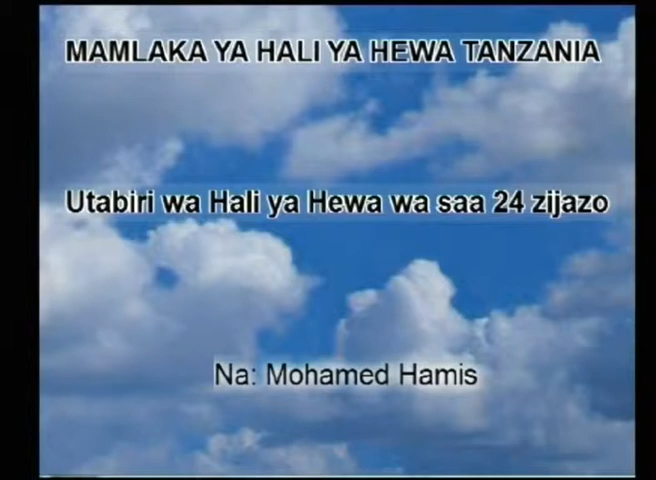 MAMLAKA YA HALI YA HEWA TANZANIA
Utabiri wa Hali ya Hewa wa saa 24 zijazo
Na: Mohamed Hamis